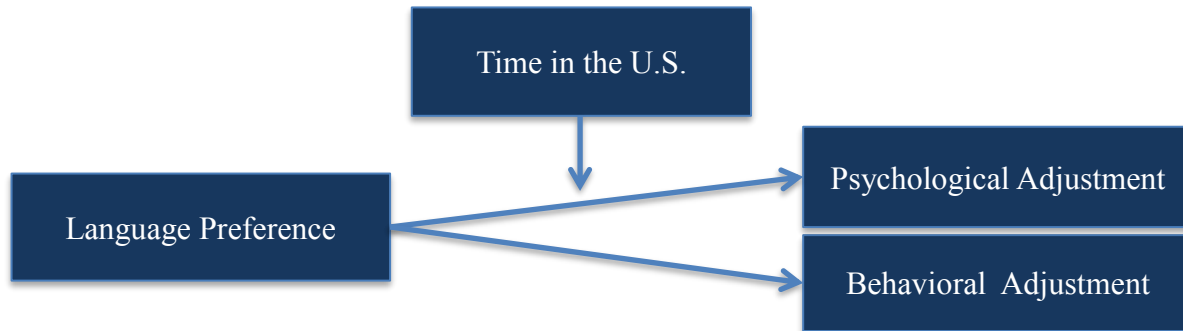 Time in the U.S.
Language Preference
Psychological Adjustment
Behavioral Adjustment